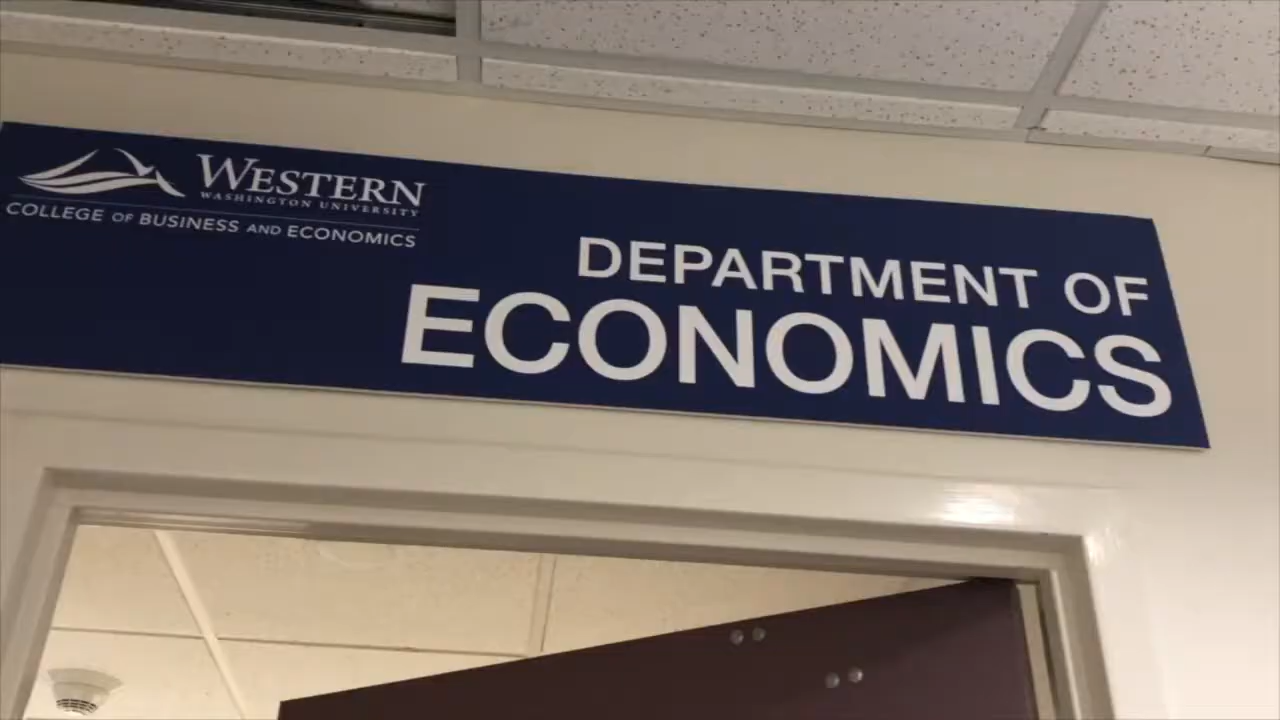 WESTERN
WASHINGTON UNIVERSITY
COLLEGE OF BUSINESS AND ECONOMICS
DEPARTMENT OF
ECONOMICS